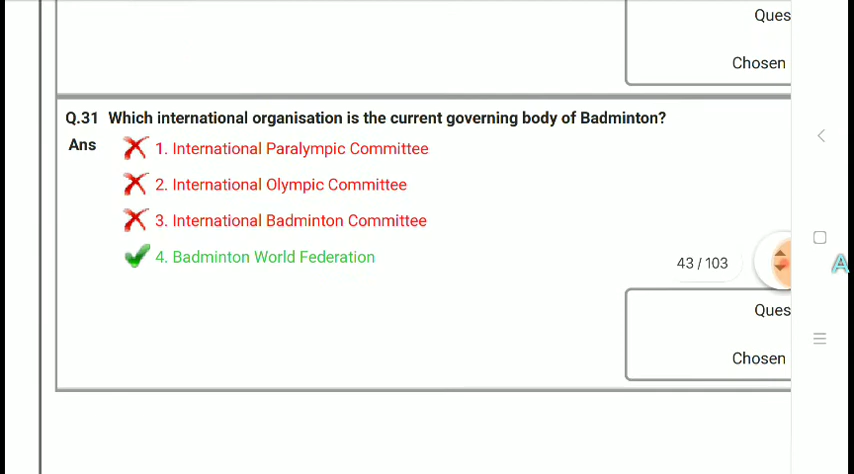 Ques
Chosen
Q.31 Which international organisation is the current governing body of Badminton?
Ans 1. International Paralympic Committee
2. International Olympic Committee
3. International Badminton Committee
4. Badminton World Federation
43 / 103
A
Ques
Chosen